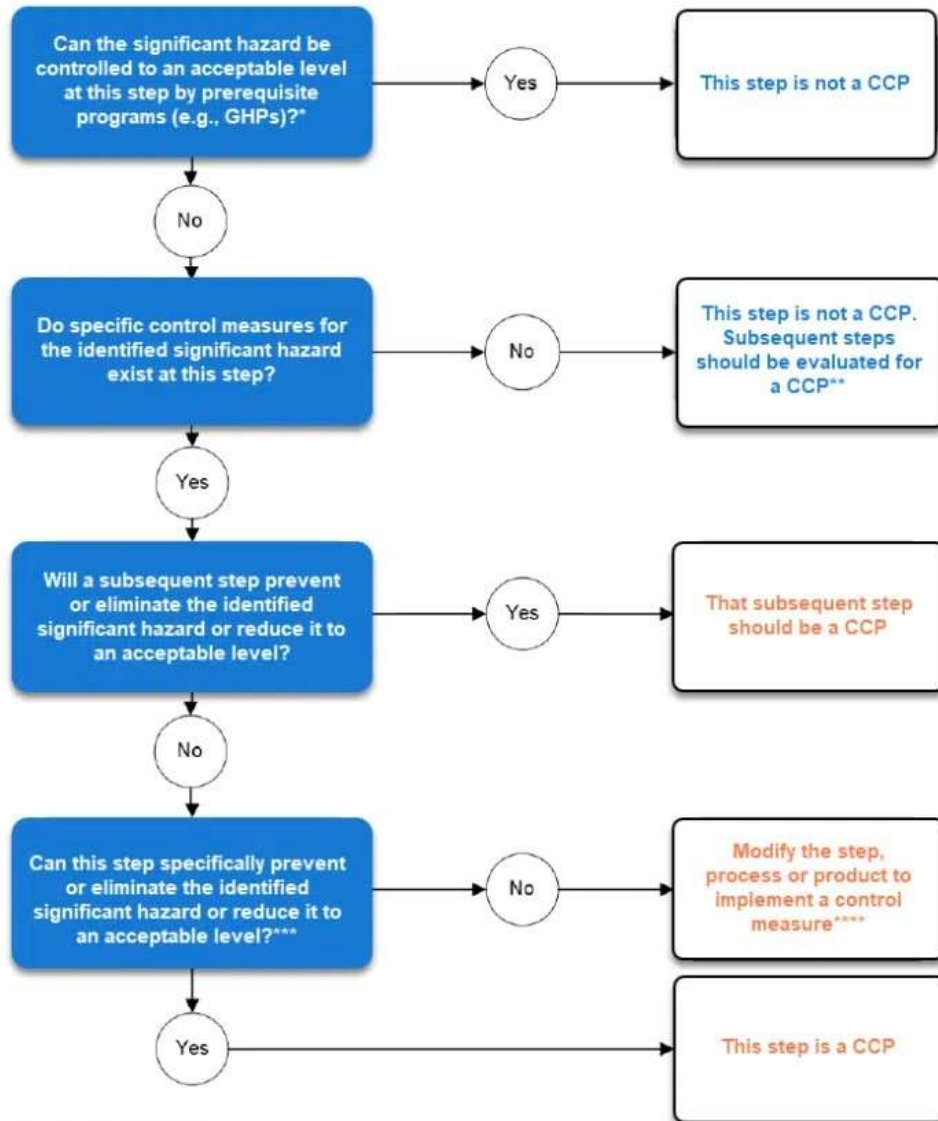 Can the significant hazard be
controlled to an acceptable level
at this step by prerequisite
programs (e.g., GHPs)?*
Yes
This step is not a CCP
No
Do specific control measures for
the identified significant hazard
exist at this step?
No
This step is not a CCP.
Subsequent steps
should be evaluated for
a CCP**
Yes
Will a subsequent step prevent
or eliminate the identified
significant hazard or reduce it to
an acceptable level?
Yes
That subsequent step
should be a CCP
No
Can this step specifically prevent
or eliminate the identified
significant hazard or reduce it to
an acceptable level?***
No
Modify the step,
process or product to
implement a control
measure****
Yes
This step is a CCP